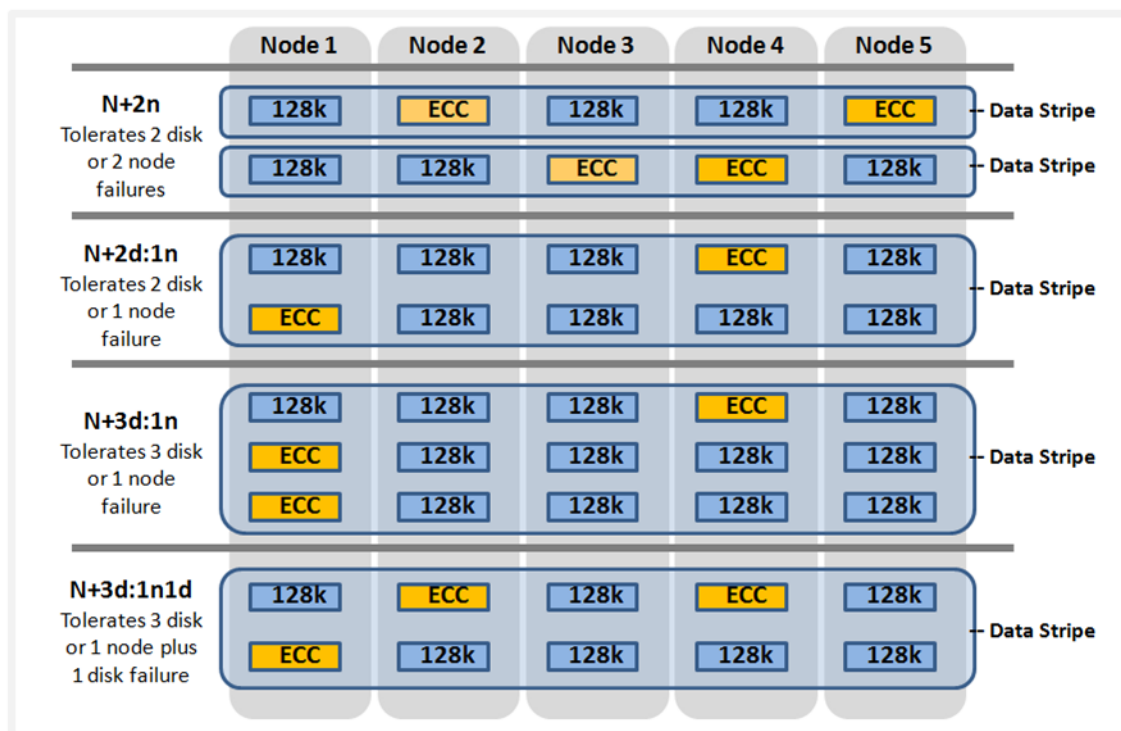 Node 1 Node 2 Node 3 Node 4 Node 5
N+2n
Tolerates 2 disk
or 2 node
failures
128k ECC 128k 128k ECC - Data Stripe
128k 128k ECC ECC 128k - Data Stripe
N+2d:1n
Tolerates 2 disk
or 1 node
failure
128k 128k 128k ECC 128k
- Data Stripe
ECC 128k 128k 128k 128k
N+3d:1n
Tolerates 3 disk
or 1 node
failure
128k 128k 128k ECC 128k
ECC 128k 128k 128k 128k - Data Stripe
ECC 128k 128k 128k 128k
N+3d:1n1d
Tolerates 3 disk
or 1 node plus
1 disk failure
128k ECC 128k ECC 128k
- Data Stripe
ECC 128k 128k 128k 128k